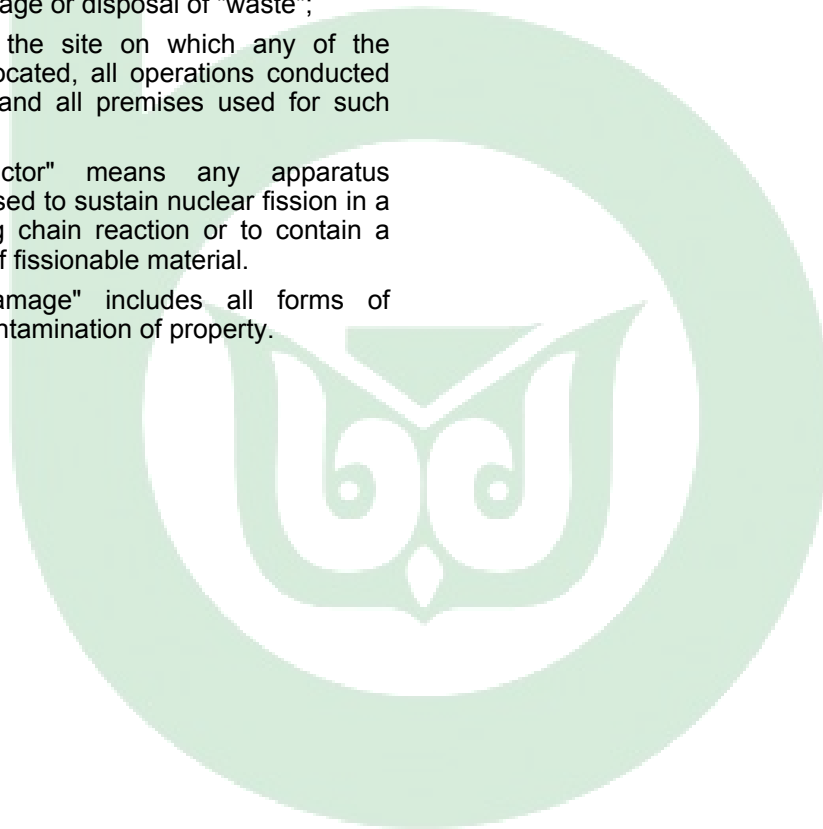 age or disposal of "waste";
the site on which any of the
ocated, all operations conducted
and all premises used for such
ctor" means any apparatus
sed to sustain nuclear fission in a
g chain reaction or to contain a
f fissionable material.
amage" includes all forms of
ntamination of property.